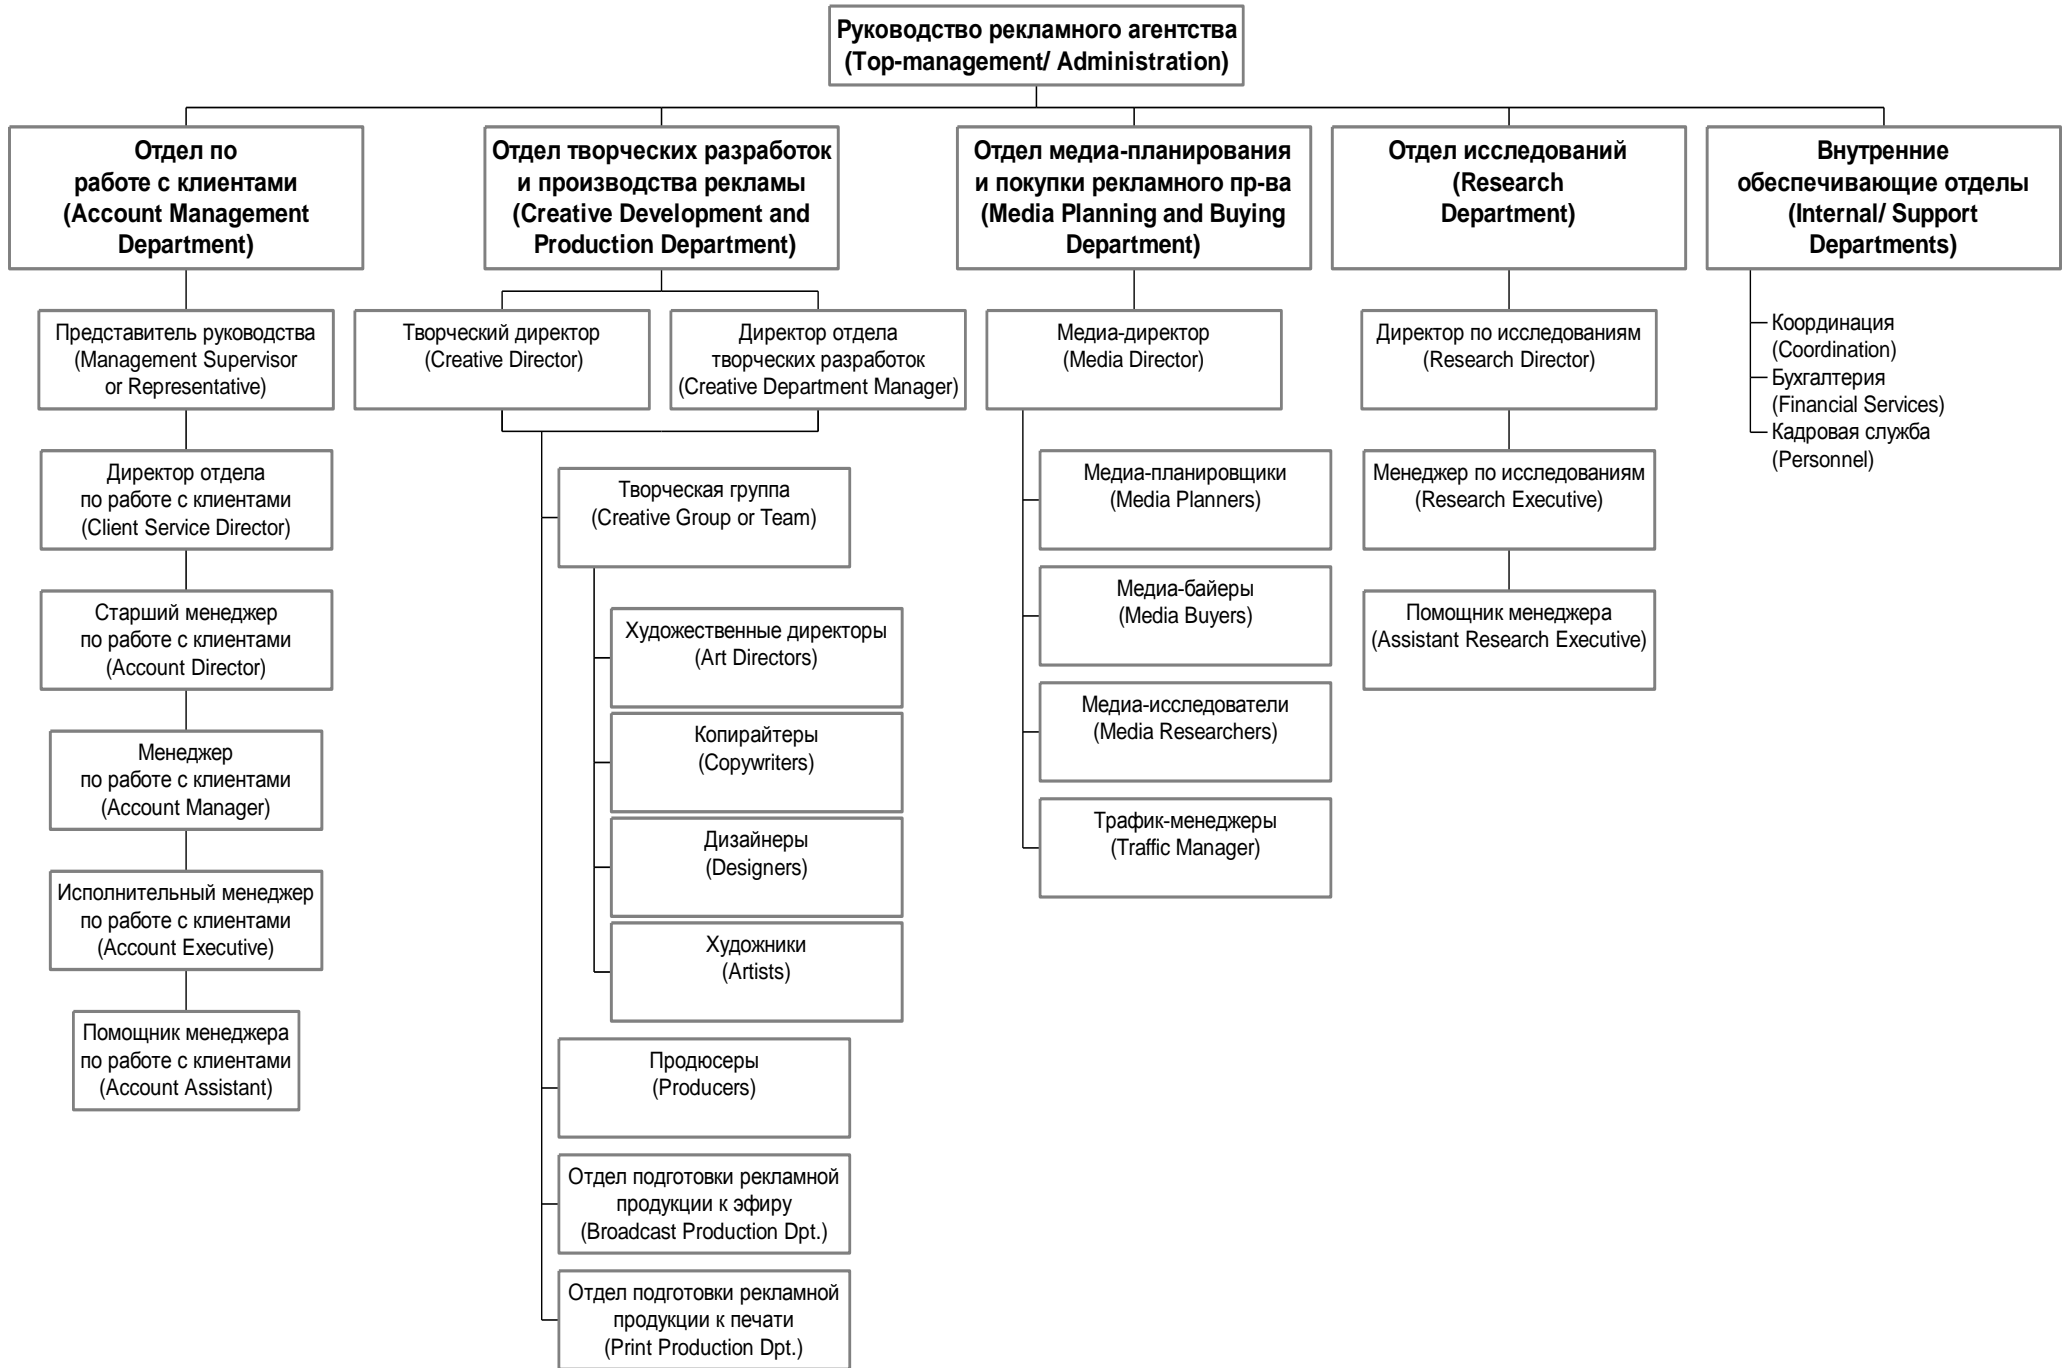 Руководство рекламного агентства
(Top-management/ Administration)
Отдел по
работе с клиентами
(Account Management
Department)
Отдел творческих разработок
и производства рекламы
(Creative Development and
Production Department)
Отдел медиа-планирования
и покупки рекламного пр-ва
(Media Planning and Buying
Department)
Отдел исследований
(Research
Department)
Внутренние
обеспечивающие отделы
(Internal/ Support
Departments)
Представитель руководства
(Management Supervisor
or Representative)
Директор отдела
по работе с клиентами
(Client Service Director)
Старший менеджер
по работе с клиентами
(Account Director)
Менеджер
по работе с клиентами
(Account Manager)
Исполнительный менеджер
по работе с клиентами
(Account Executive)
Помощник менеджера
по работе с клиентами
(Account Assistant)
Творческий директор
(Creative Director)
Директор отдела
творческих разработок
(Creative Department Manager)
Творческая группа
(Creative Group or Team)
Художественные директоры
(Art Directors)
Копирайтеры
(Copywriters)
Дизайнеры
(Designers)
Художники
(Artists)
Продюсеры
(Producers)
Отдел подготовки рекламной
продукции к эфиру
(Broadcast Production Dpt.)
Отдел подготовки рекламной
продукции к печати
(Print Production Dpt.)
Медиа-директор
(Media Director)
Медиа-планировщики
(Media Planners)
Медиа-байеры
(Media Buyers)
Медиа-исследователи
(Media Researchers)
Трафик-менеджеры
(Traffic Manager)
Директор по исследованиям
(Research Director)
Менеджер по исследованиям
(Research Executive)
Помощник менеджера
(Assistant Research Executive)
Координация
(Coordination)
Бухгалтерия
(Financial Services)
Кадровая служба
(Personnel)